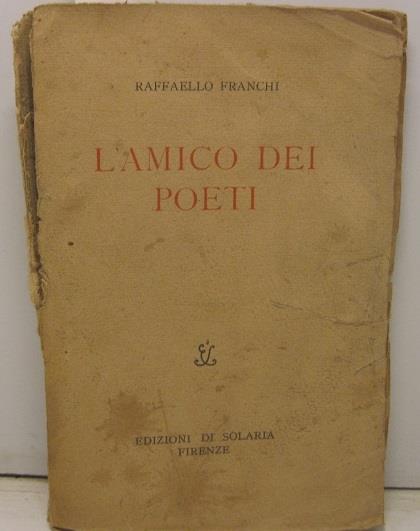 RAFFAELLO FRANCHI
L'AMICO DEI
POETI
EDIZIONI DI SOLARIA
FIRENZE